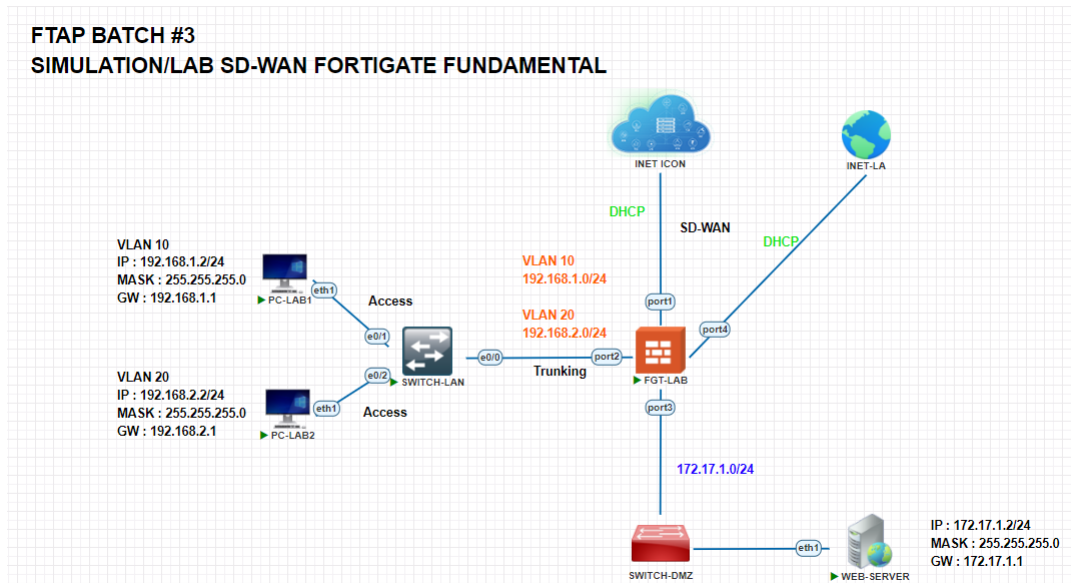 FTAP BATCH #3
SIMULATION/LAB SD-WAN FORTIGATE FUNDAMENTAL
INET ICON
INET-LA
DHCP
SD-WAN
DHCP
VLAN 10
IP : 192.168.1.2/24
MASK : 255.255.255.0
GW : 192.168.1.1
eth1
PC-LAB1
Access
e0/1
VLAN 10
192.168.1.0/24
VLAN 20
192.168.2.0/24
port1
port4
e0/0
port2
Trunking
SWITCH-LAN
FGT-LAB
e0/2
VLAN 20
IP : 192.168.2.2/24
MASK : 255.255.255.0
GW : 192.168.2.1
eth1
PC-LAB2
Access
port3
172.17.1.0/24
SWITCH-DMZ
eth1
WEB-SERVER
IP : 172.17.1.2/24
MASK : 255.255.255.0
GW : 172.17.1.1